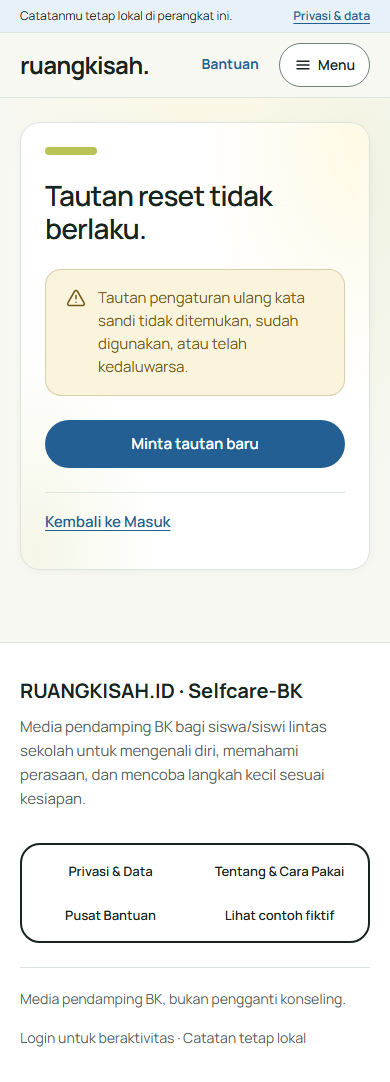 Catatanmu tetap lokal di perangkat ini.
Privasi & data
ruangkisah.
Bantuan
Menu
Tautan reset tidak
berlaku.
Tautan pengaturan ulang kata
sandi tidak ditemukan, sudah
digunakan, atau telah
kedaluwarsa.
Minta tautan baru
Kembali ke Masuk
RUANGKISAH.ID · Selfcare-BK
Media pendamping BK bagi siswa/siswi lintas
sekolah untuk mengenali diri, memahami
perasaan, dan mencoba langkah kecil sesuai
kesiapan.
Privasi & Data
Tentang & Cara Pakai
Pusat Bantuan
Lihat contoh fiktif
Media pendamping BK, bukan pengganti konseling.
Login untuk beraktivitas · Catatan tetap lokal